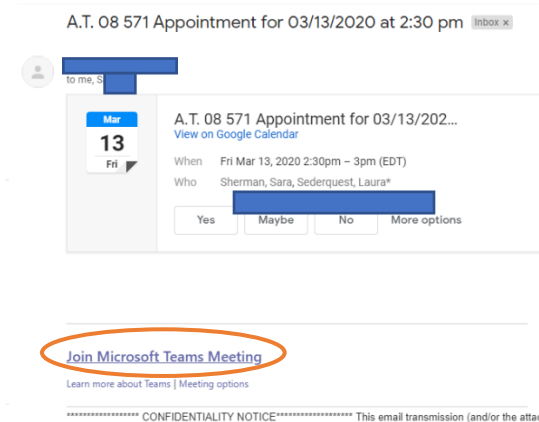 A.T. 08 571 Appointment for 03/13/2020 at 2:30 pm Inbox x
to me, S
Mar
13
Fri
A.T. 08 571 Appointment for 03/13/202...
View on Google Calendar
When Fri Mar 13, 2020 2:30pm – 3pm (EDT)
Who Sherman, Sara, Sederquest, Laura*
Yes Maybe No More options
Join Microsoft Teams Meeting
Learn more about Teams | Meeting options
****************** CONFIDENTIALITY NOTICE******************* This email transmission (and/or the attac